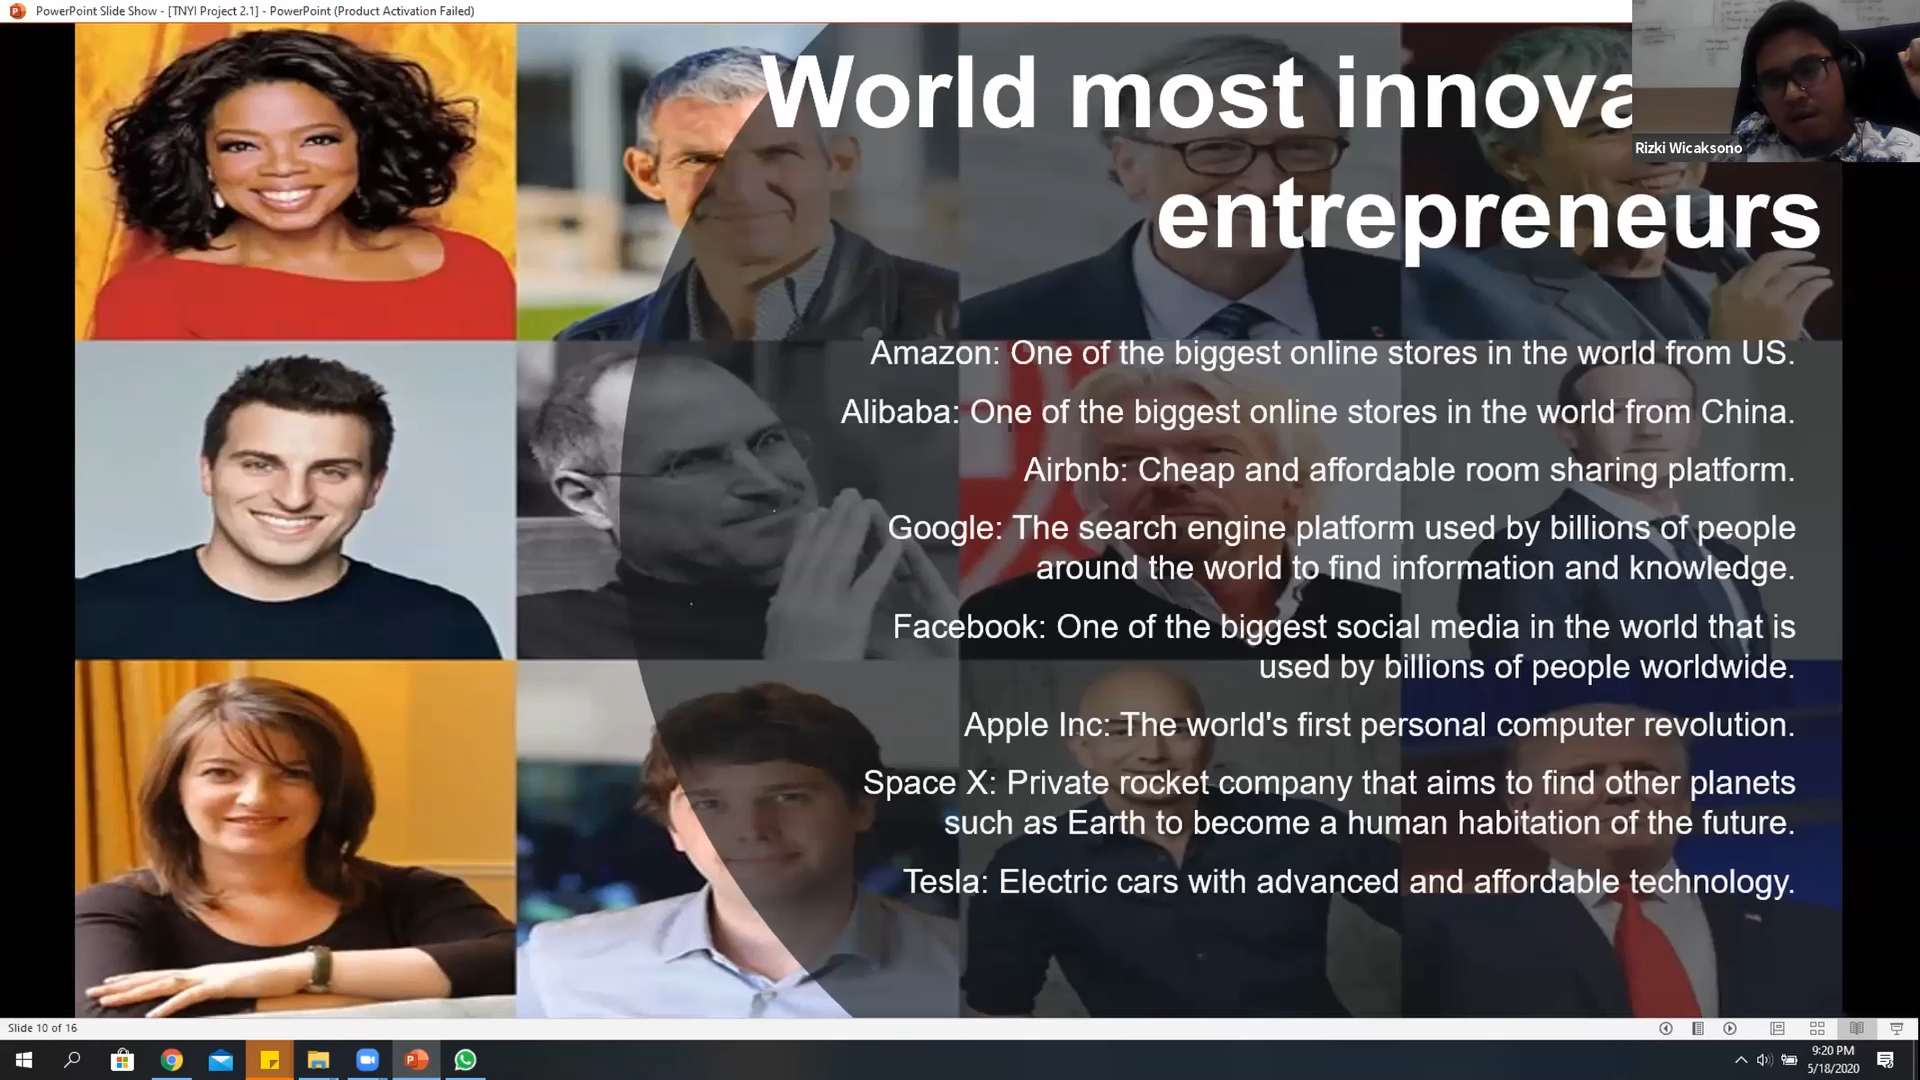 PowerPoint Slide Show - [TNYI Project 2.1] - PowerPoint (Product Activation Failed)
World most innova
entrepreneurs
Rizki Wicaksono
Amazon: One of the biggest online stores in the world from US.
Alibaba: One of the biggest online stores in the world from China.
Airbnb: Cheap and affordable room sharing platform.
Google: The search engine platform used by billions of people
around the world to find information and knowledge.
Facebook: One of the biggest social media in the world that is
used by billions of people worldwide.
Apple Inc: The world's first personal computer revolution.
Space X: Private rocket company that aims to find other planets
such as Earth to become a human habitation of the future.
Tesla: Electric cars with advanced and affordable technology.
Slide 10 of 16
9:20 PM
5/18/2020